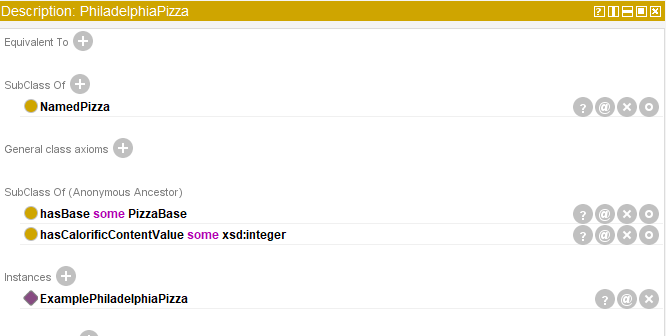 Description: PhiladelphiaPizza
Equivalent To
SubClass Of
NamedPizza
General class axioms
SubClass Of (Anonymous Ancestor)
hasBase some PizzaBase
hasCalorificContentValue some xsd:integer
Instances
ExamplePhiladelphiaPizza